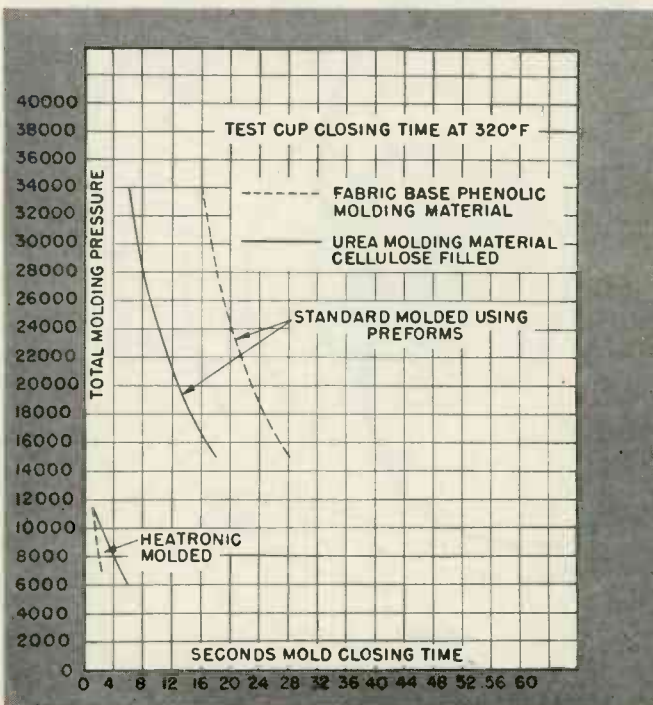 40000
38000
36000
34000
32000
30000
28000
26000
24000
22000
20000
18000
16000
14000
12000
10000
8000
6000
4000
2000
0
TOTAL MOLDING PRESSURE
TEST CUP CLOSING TIME AT 320°F
FABRIC BASE PHENOLIC
MOLDING MATERIAL
UREA MOLDING MATERIAL
CELLULOSE FILLED
STANDARD MOLDED USING
PREFORMS
HEATRONIC
MOLDED
SECONDS MOLD CLOSING TIME
0 4 8 12 16 20 24 28 32 36 40 44 48 52 56 60